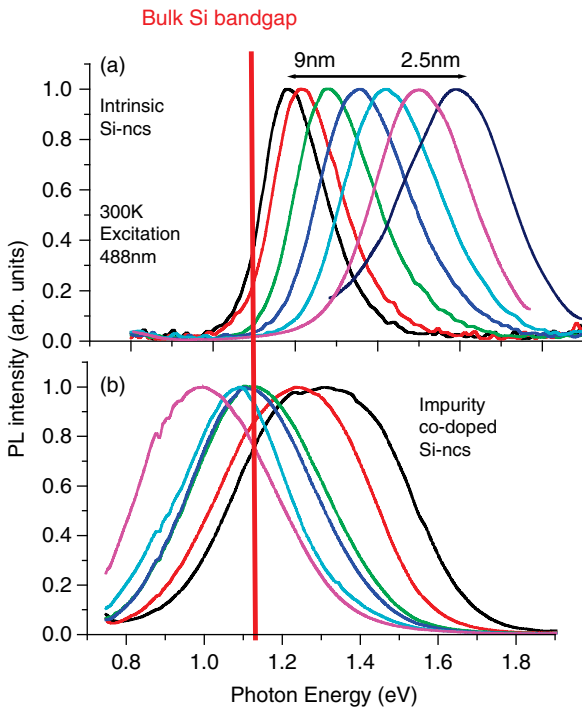 Bulk Si bandgap
(a)
9nm
2.5nm
1.0
0.8
0.6
0.4
0.2
0.0
Intrinsic
Si-ncs
300K
Excitation
488nm
PL intensity (arb. units)
(b)
1.0
0.8
0.6
0.4
0.2
0.0
Impurity
co-doped
Si-ncs
0.8 1.0 1.2 1.4 1.6 1.8
Photon Energy (eV)